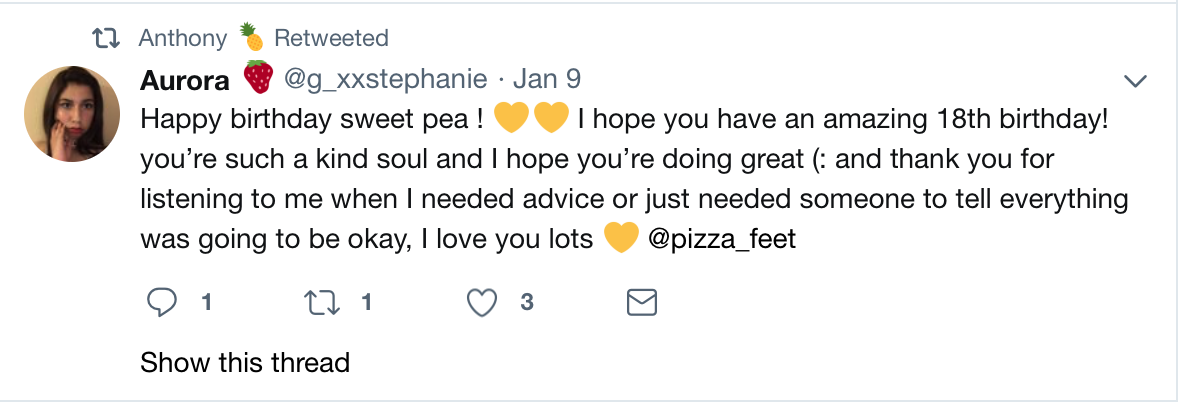 Anthony 🍍 Retweeted
Aurora 🍓 @g_xxstephanie · Jan 9
Happy birthday sweet pea ! 💛💛 I hope you have an amazing 18th birthday!
you’re such a kind soul and I hope you’re doing great (: and thank you for
listening to me when I needed advice or just needed someone to tell everything
was going to be okay, I love you lots 💛 @pizza_feet
1 1 3
Show this thread